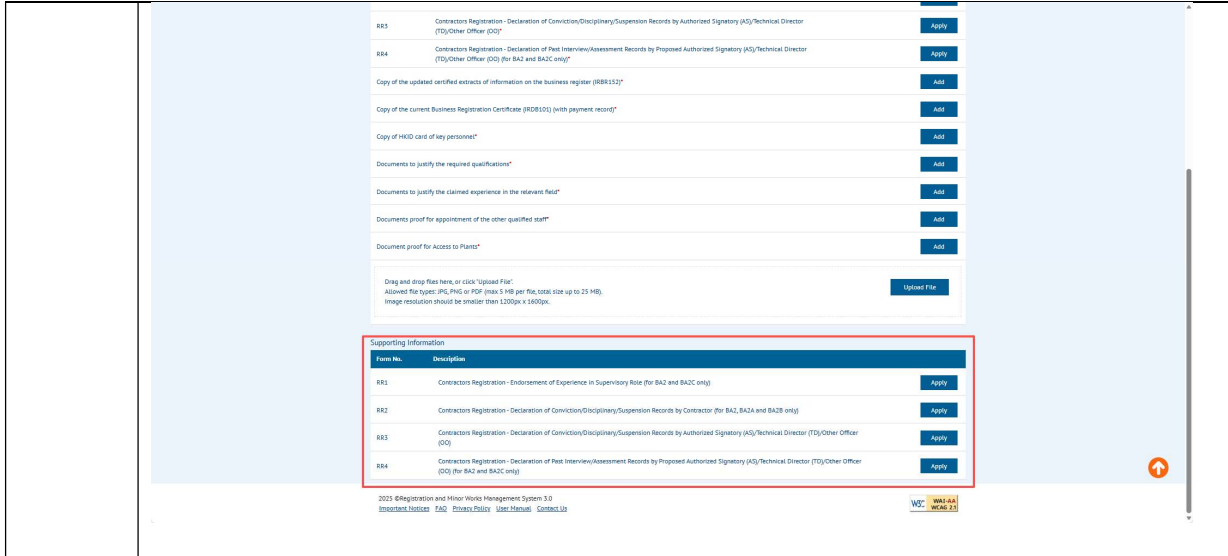 RR3
Contractors Registration - Declaration of Conviction/Disciplinary/Suspension Records by Authorized Signatory (AS)/Technical Director
(TD)/Other Officer (OO)*
Apply
RR4
Contractors Registration - Declaration of Past Interview/Assessment Records by Proposed Authorized Signatory (AS)/Technical Director
(TD)/Other Officer (OO) (for BA2 and BA2C only)*
Apply
Copy of the updated certified extracts of information on the business register (IRBR152)*
Add
Copy of the current Business Registration Certificate (IRDB101) (with payment record)*
Add
Copy of HKID card of key personnel*
Add
Documents to justify the required qualifications*
Add
Documents to justify the claimed experience in the relevant field*
Add
Documents proof for appointment of the other qualified staff*
Add
Document proof for Access to Plants*
Add
Drag and drop files here, or click "Upload File".
Allowed file types: JPG, PNG or PDF (max 5 MB per file, total size up to 25 MB).
Image resolution should be smaller than 1200px x 1600px.
Upload File
Supporting Information
Form No. Description
RR1 Contractors Registration - Endorsement of Experience in Supervisory Role (for BA2 and BA2C only) Apply
RR2 Contractors Registration - Declaration of Conviction/Disciplinary/Suspension Records by Contractor (for BA2, BA2A and BA2B only) Apply
RR3
Contractors Registration - Declaration of Conviction/Disciplinary/Suspension Records by Authorized Signatory (AS)/Technical Director (TD)/Other Officer
(OO)
Apply
RR4
Contractors Registration - Declaration of Past Interview/Assessment Records by Proposed Authorized Signatory (AS)/Technical Director (TD)/Other Officer
(OO) (for BA2 and BA2C only)
Apply
2025 ©Registration and Minor Works Management System 3.0
Important Notices FAQ Privacy Policy User Manual Contact Us
W3C WAI-AA
WCAG 2.1